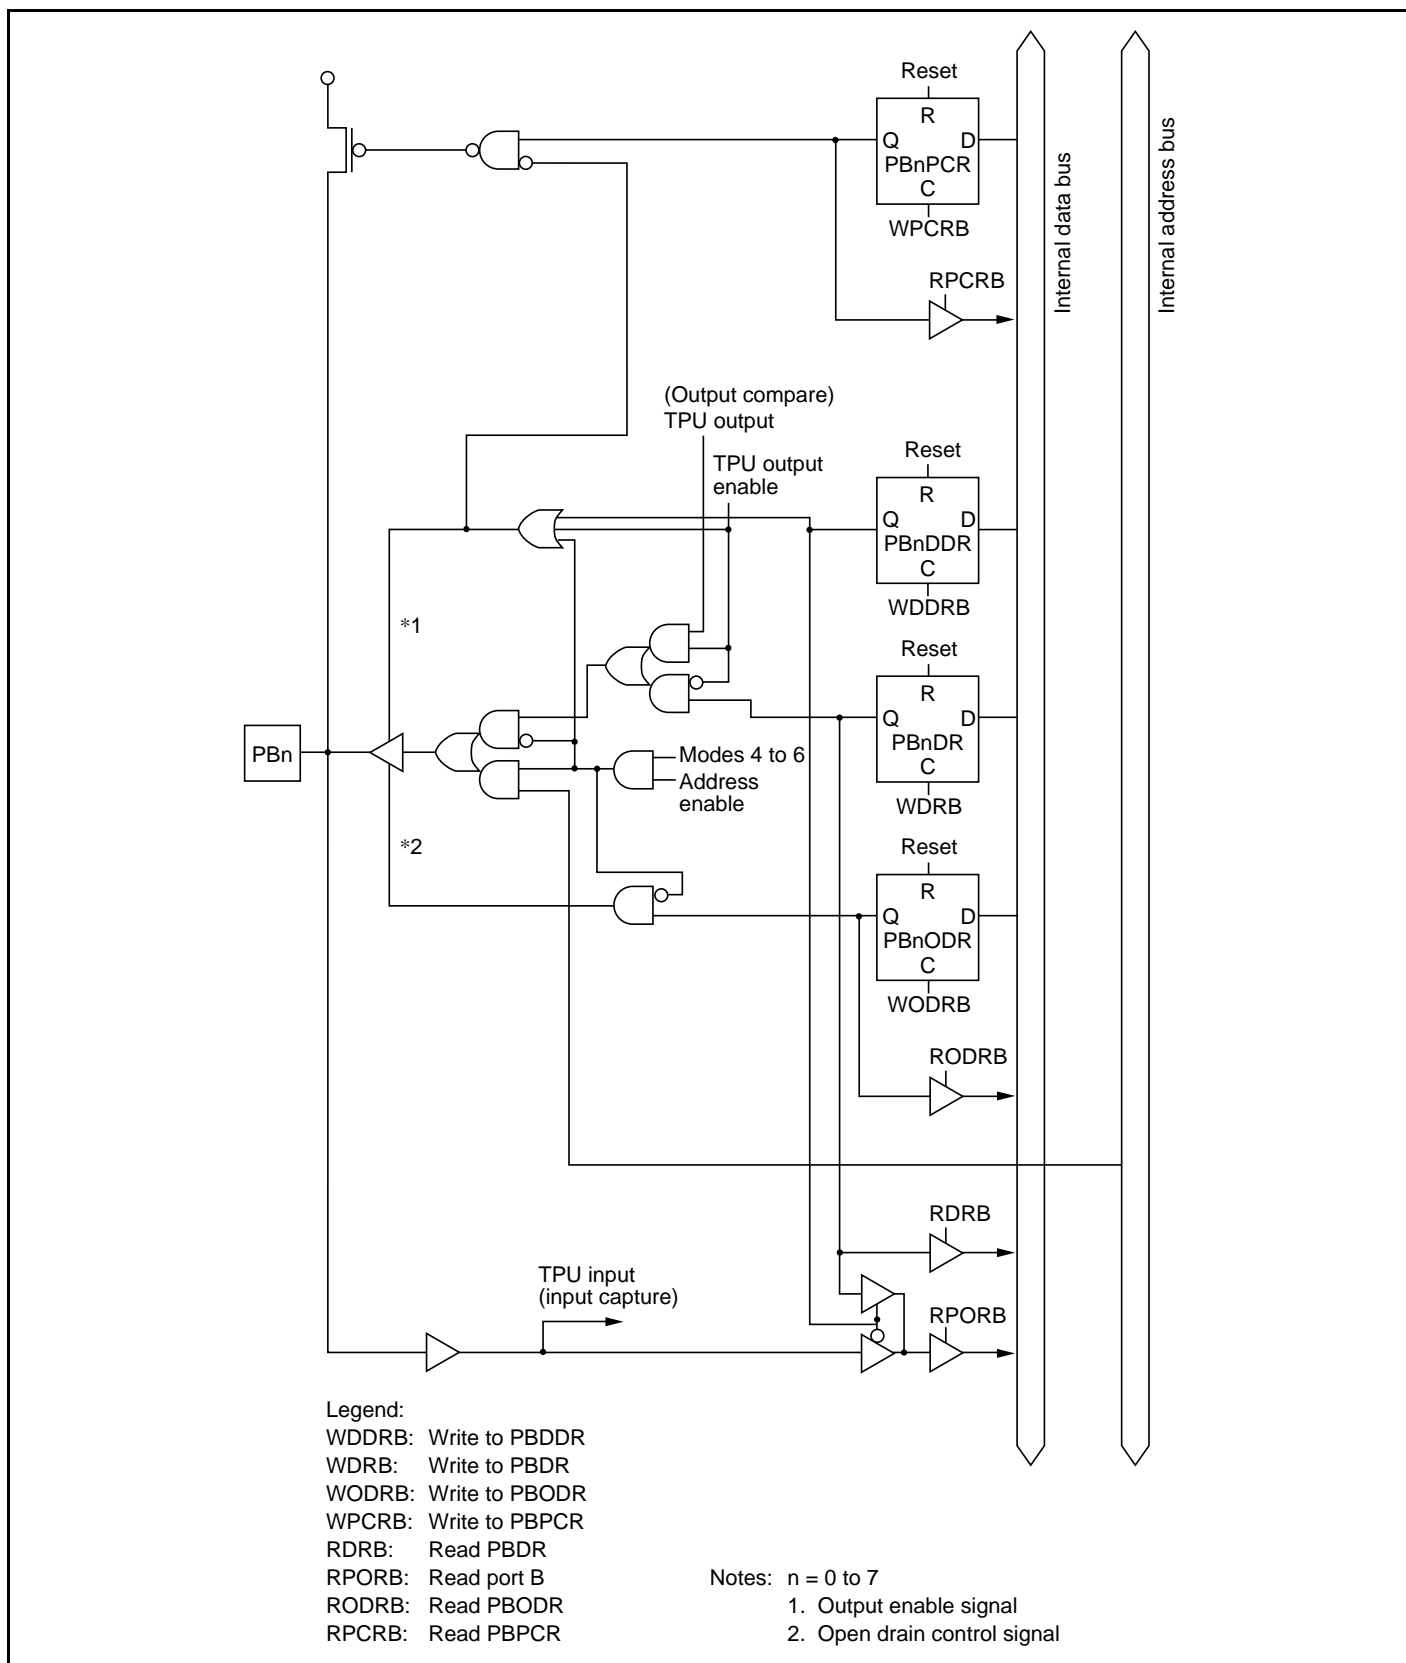 Reset
R
Q D
PBnPCR
C
WPCRB
Internal data bus
Internal address bus
RPCRB
(Output compare)
TPU output
TPU output
enable
Reset
R
Q D
PBnDDR
C
WDDRB
*1
Reset
R
Q D
PBnDR
C
WDRB
PBn
Modes 4 to 6
Address
enable
*2
Reset
R
Q D
PBnODR
C
WODRB
RODRB
RDRB
TPU input
(input capture)
RPORB
Legend:
WDDRB: Write to PBDDR
WDRB: Write to PBDR
WODRB: Write to PBODR
WPCRB: Write to PBPCR
RDRB: Read PBDR
RPORB: Read port B
RODRB: Read PBODR
RPCRB: Read PBPCR
Notes: n = 0 to 7
1. Output enable signal
2. Open drain control signal